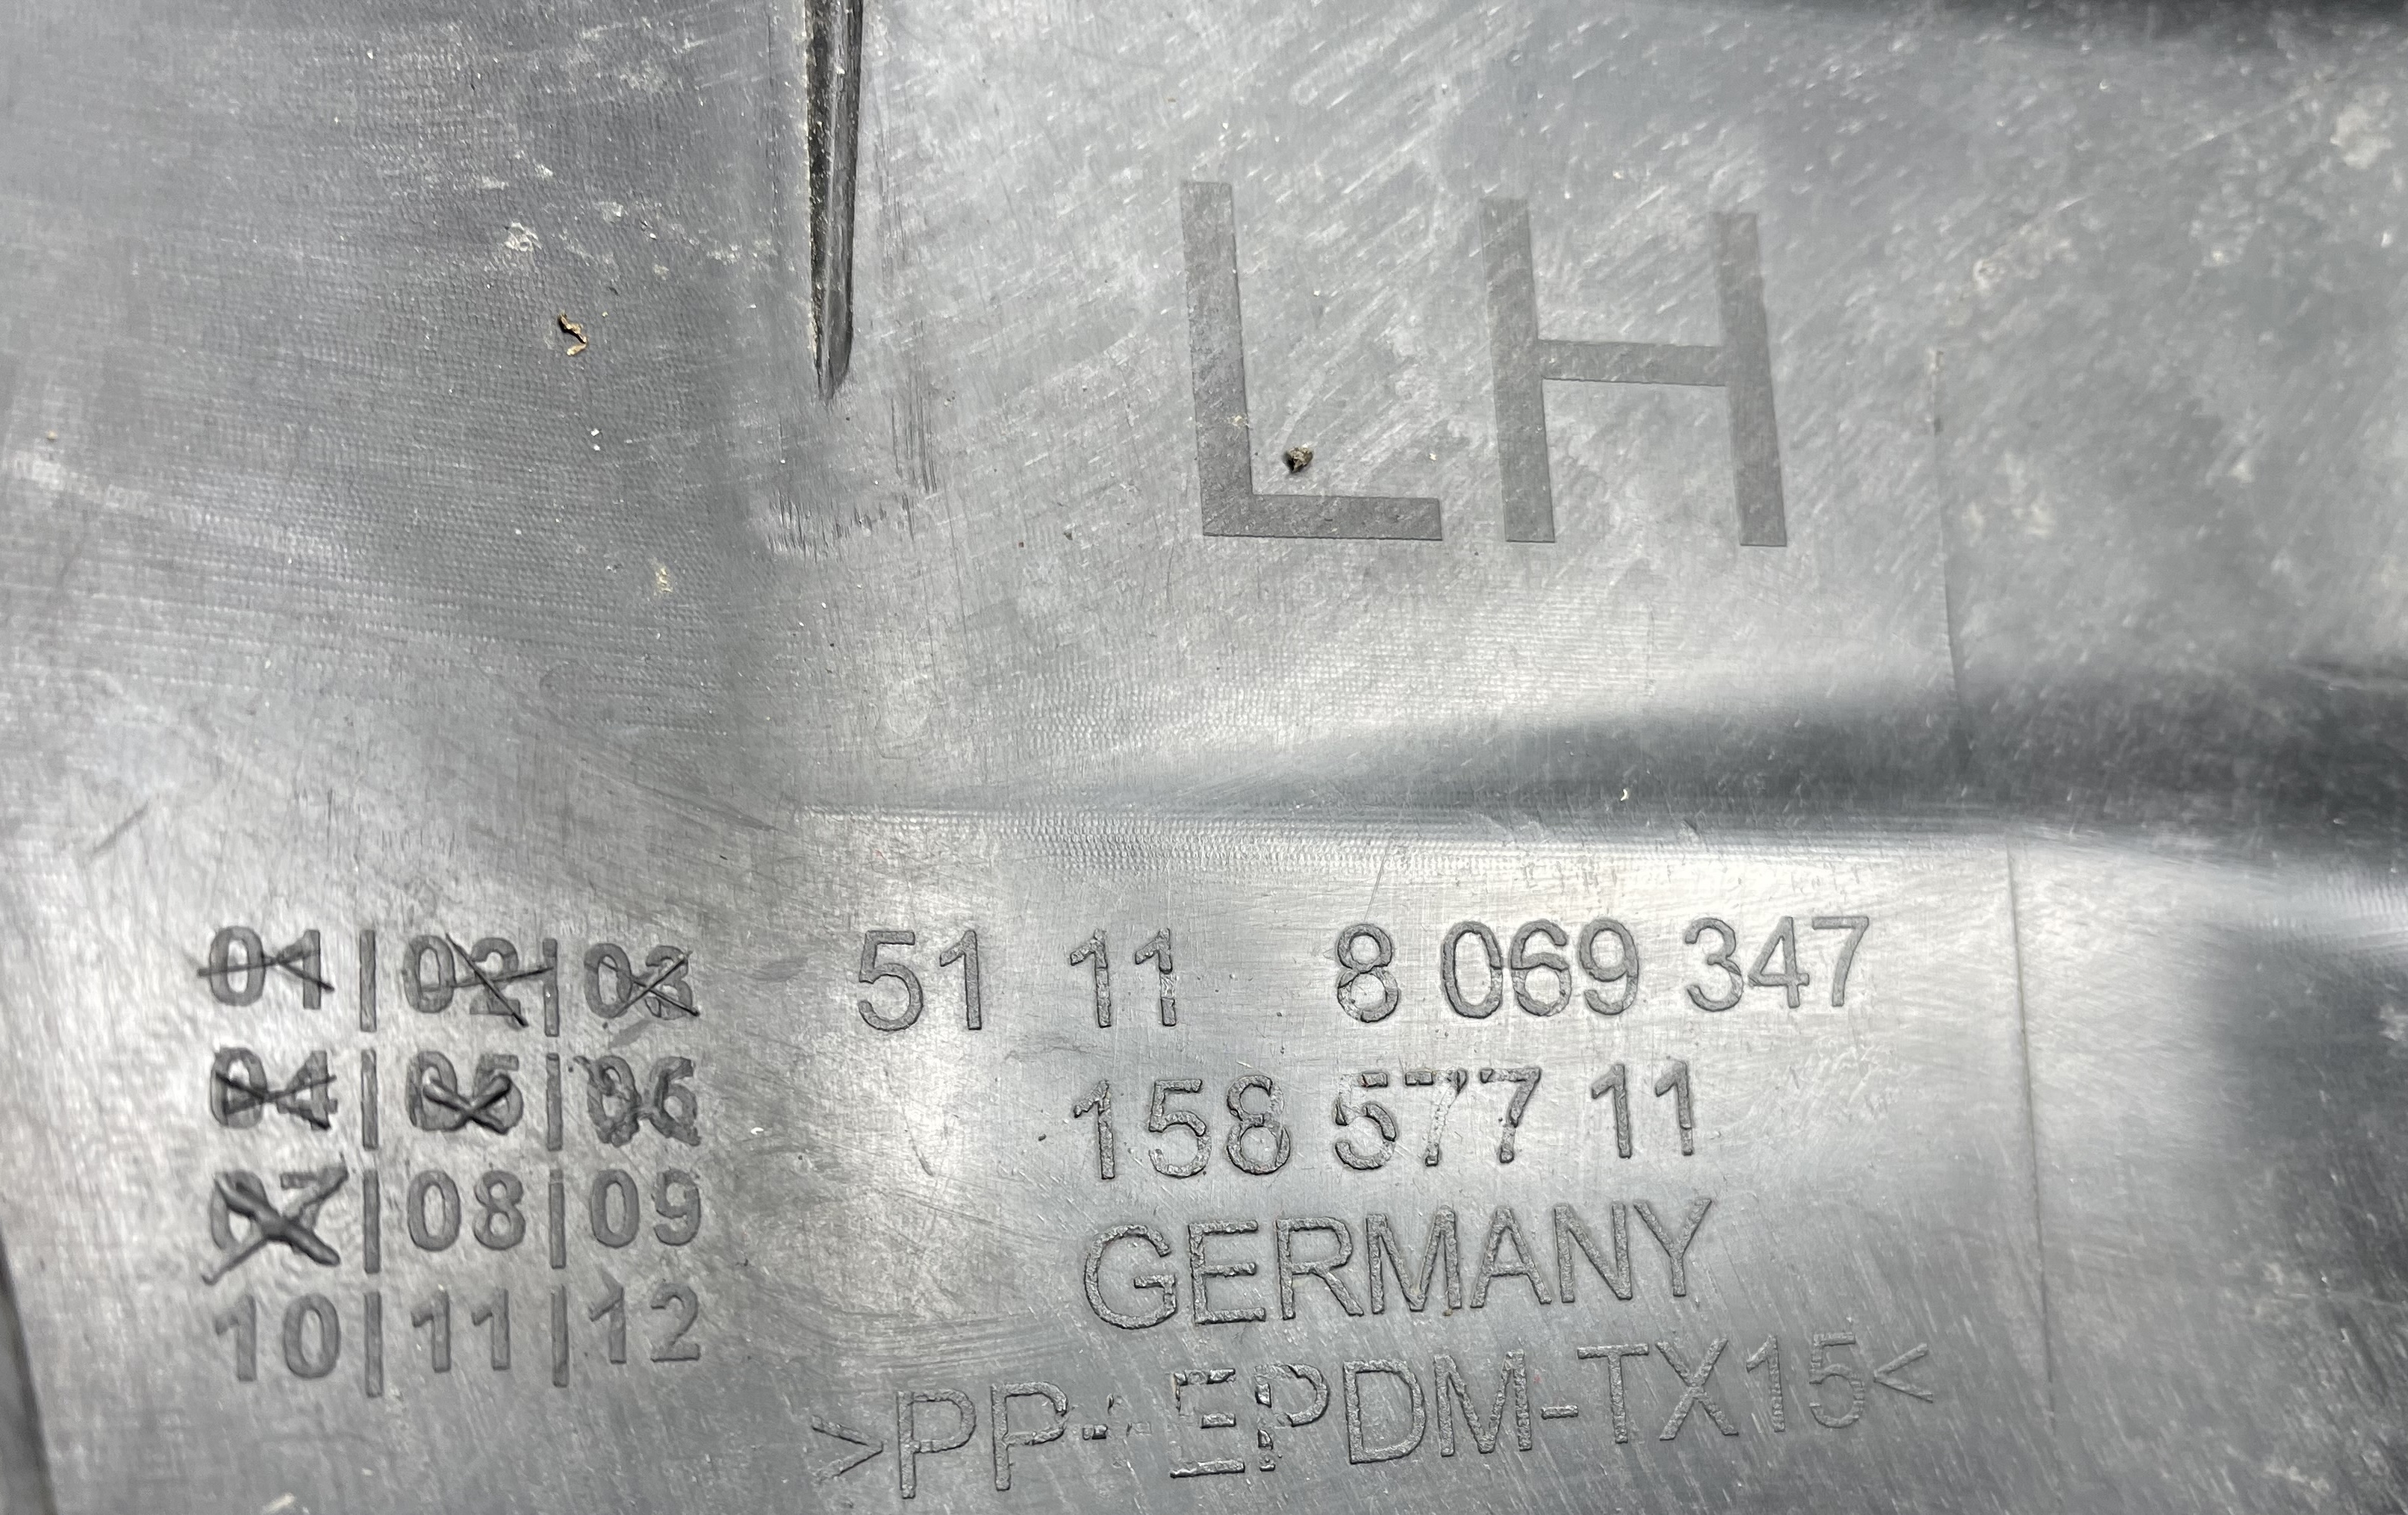 LH
01|02|03
04|05|06
07|08|09
10|11|12
51 11 8 069 347
158 577 11
GERMANY
>PP+EPDM-TX15<